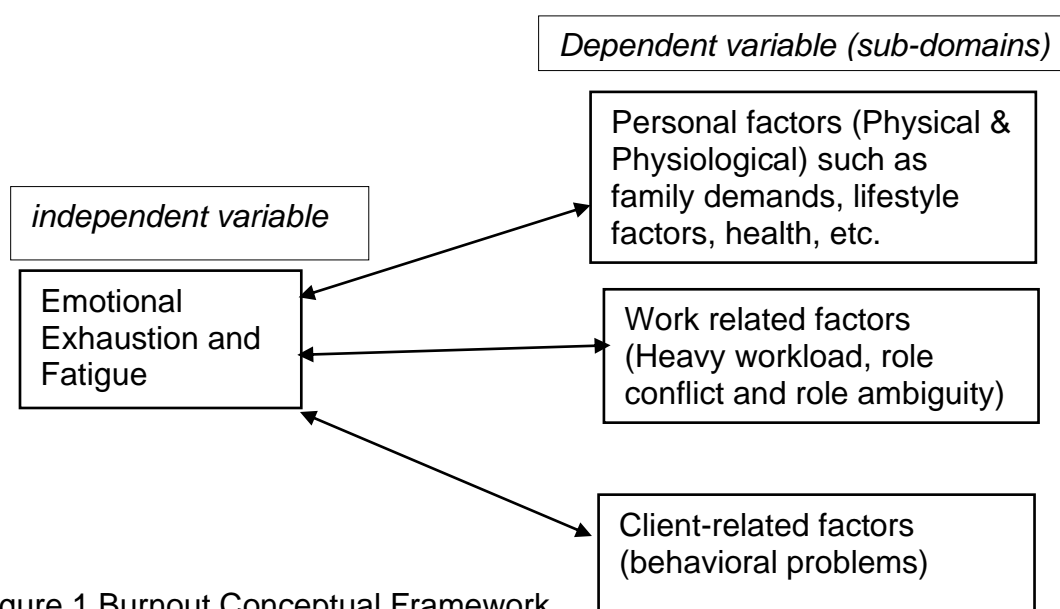 Dependent variable (sub-domains)
Personal factors (Physical &
Physiological) such as
family demands, lifestyle
factors, health, etc.
independent variable
Emotional
Exhaustion and
Fatigue
Work related factors
(Heavy workload, role
conflict and role ambiguity)
Client-related factors
(behavioral problems)
gure 1 Burnout Conceptual Framework